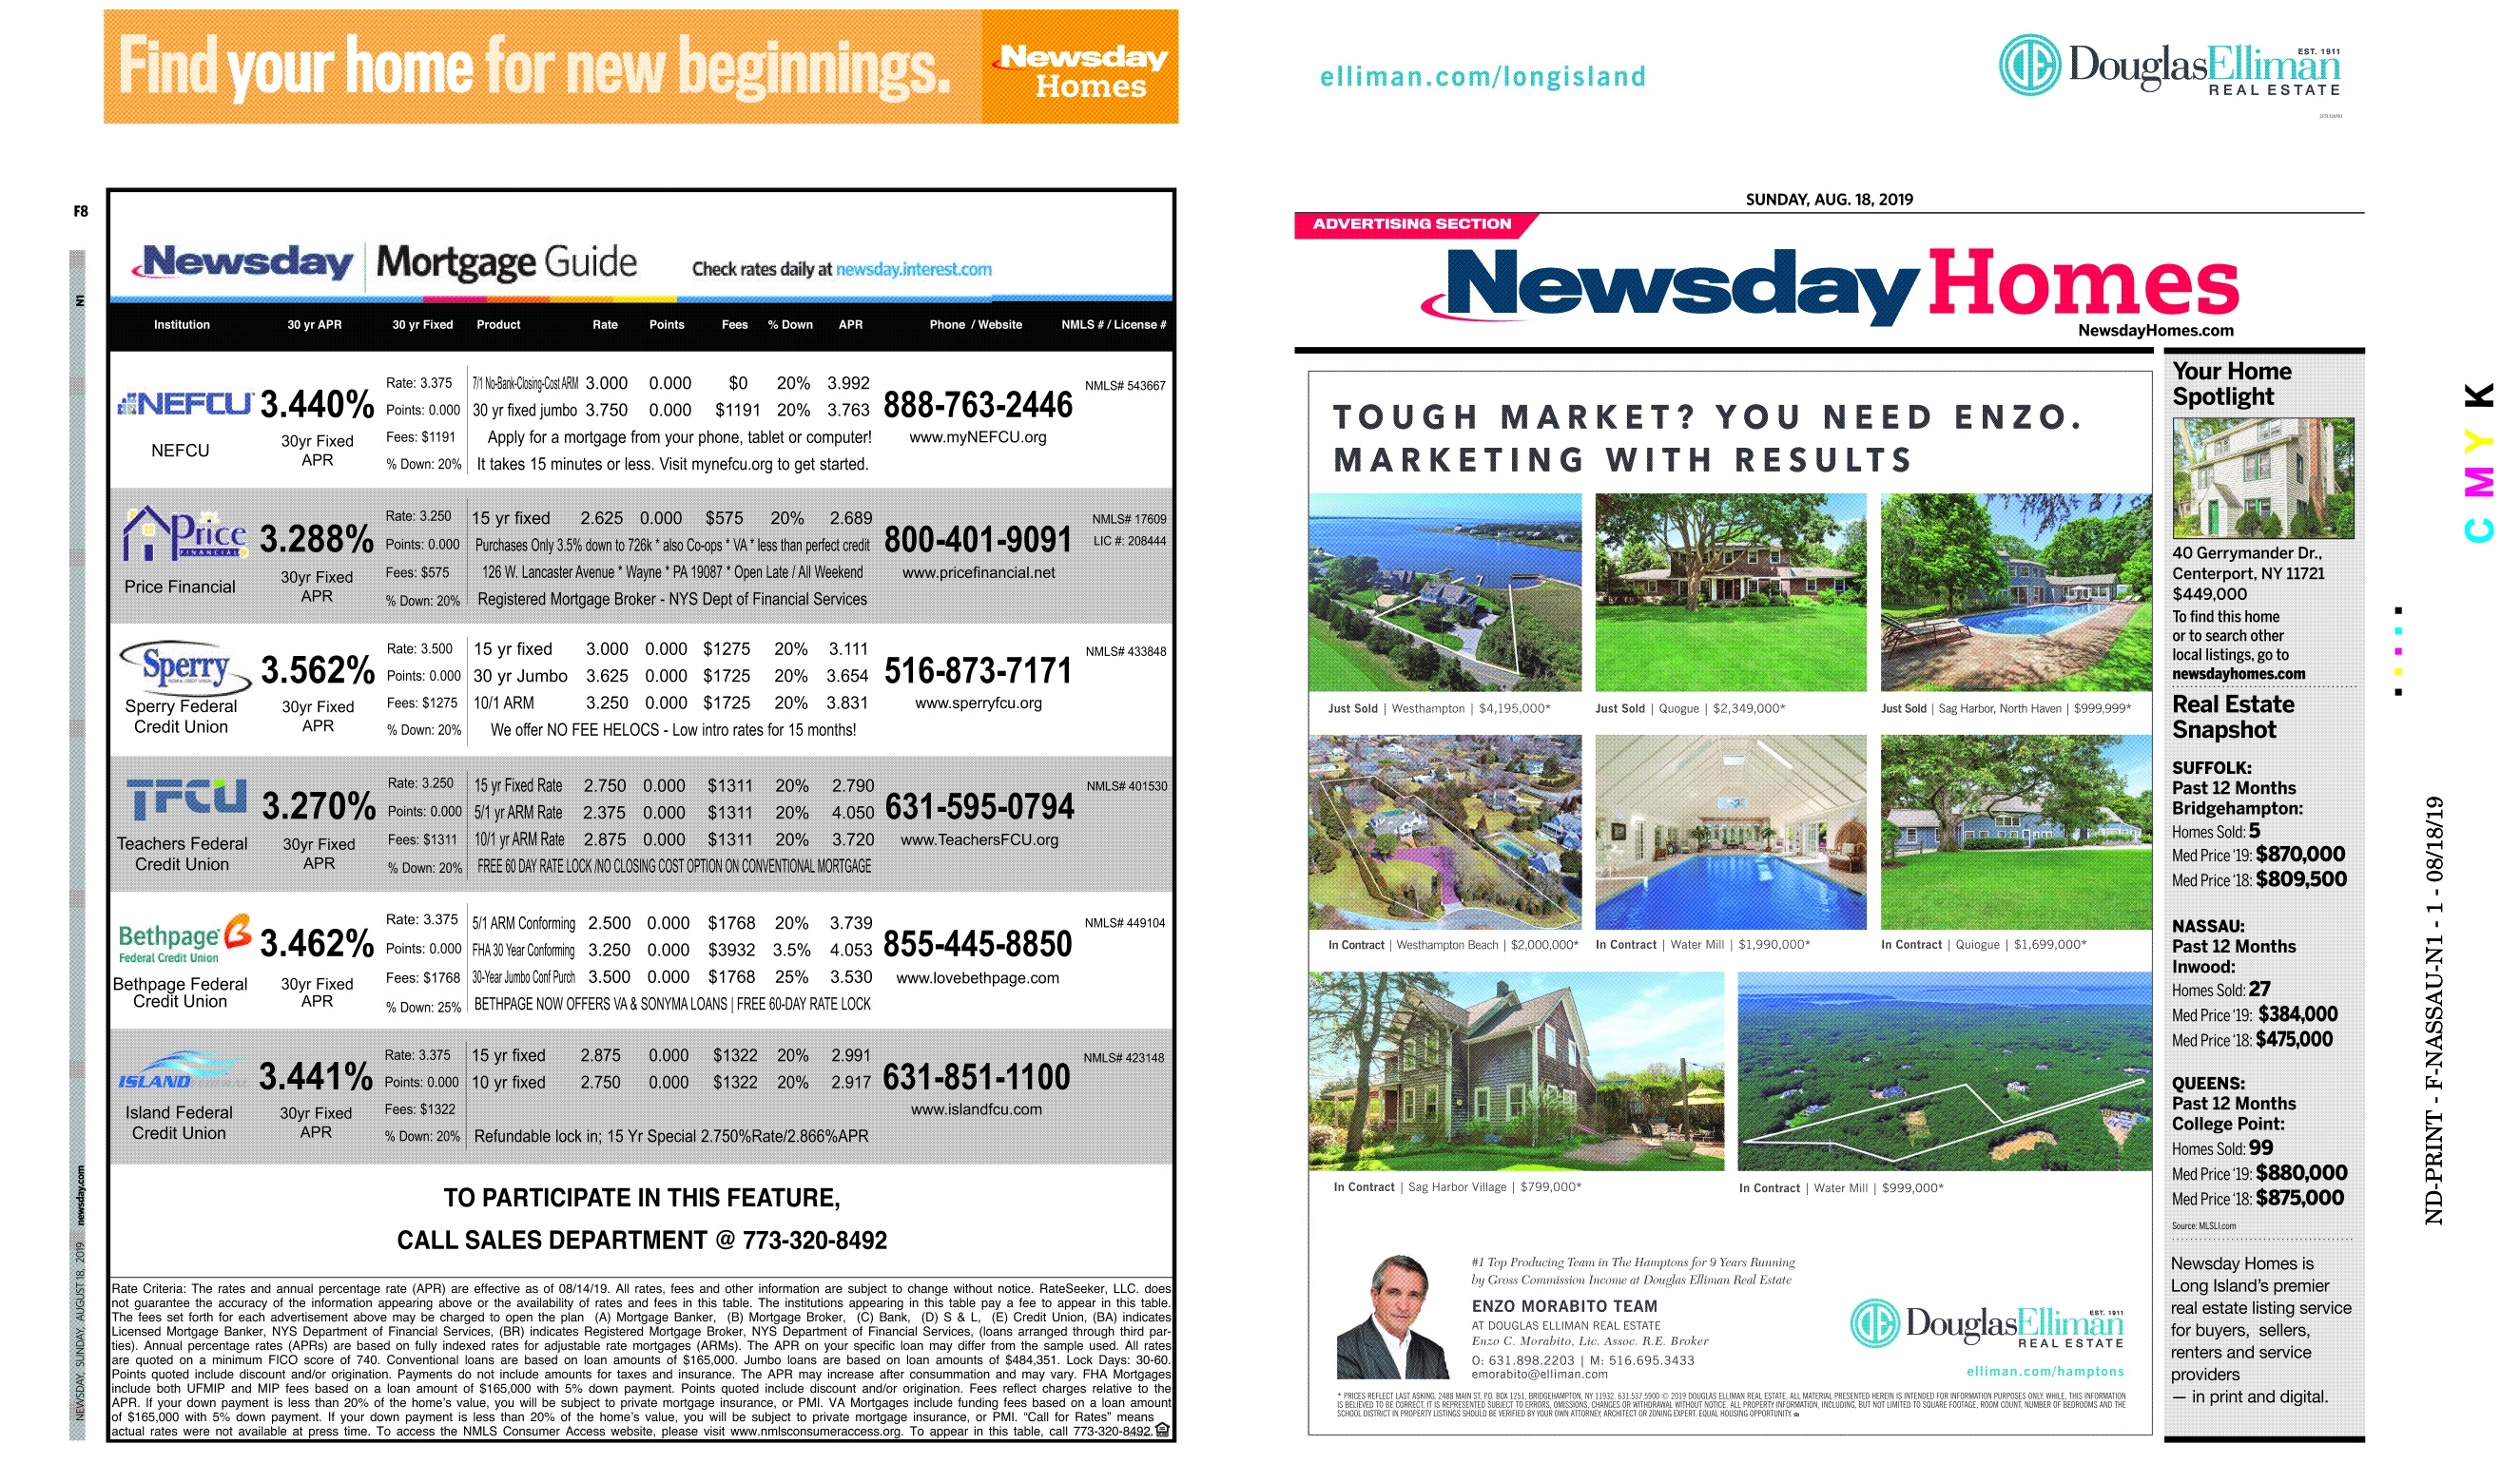 Find your home for new beginnings.
Newsday
Homes
elliman.com/longisland
DouglasElliman
EST. 1911
REAL ESTATE
F8
N1
newsday.com
NEWSDAY, SUNDAY, AUGUST 18, 2019
Newsday | Mortgage Guide
Check rates daily at newsday.interest.com
Institution 30 yr APR 30 yr Fixed Product Rate Points Fees % Down APR Phone / Website NMLS # / License #
NEFCU
NEFCU
3.440%
30yr Fixed
APR
Rate: 3.375
Points: 0.000
Fees: $1191
% Down: 20%
7/1 No-Bank-Closing-Cost ARM 3.000 0.000 $0 20% 3.992
30 yr fixed jumbo 3.750 0.000 $1191 20% 3.763
Apply for a mortgage from your phone, tablet or computer!
It takes 15 minutes or less. Visit mynefcu.org to get started.
888-763-2446
www.myNEFCU.org
NMLS# 543667
Price
FINANCIAL
Price Financial
3.288%
30yr Fixed
APR
Rate: 3.250
Points: 0.000
Fees: $575
% Down: 20%
15 yr fixed 2.625 0.000 $575 20% 2.689
Purchases Only 3.5% down to 726k * also Co-ops * VA * less than perfect credit
126 W. Lancaster Avenue * Wayne * PA 19087 * Open Late / All Weekend
Registered Mortgage Broker - NYS Dept of Financial Services
800-401-9091
www.pricefinancial.net
NMLS# 17609
LIC #: 208444
Sperry
Sperry Federal
Credit Union
3.562%
30yr Fixed
APR
Rate: 3.500
Points: 0.000
Fees: $1275
% Down: 20%
15 yr fixed 3.000 0.000 $1275 20% 3.111
30 yr Jumbo 3.625 0.000 $1725 20% 3.654
10/1 ARM 3.250 0.000 $1725 20% 3.831
We offer NO FEE HELOCS - Low intro rates for 15 months!
516-873-7171
www.sperryfcu.org
NMLS# 433848
TFCU
Teachers Federal
Credit Union
3.270%
30yr Fixed
APR
Rate: 3.250
Points: 0.000
Fees: $1311
% Down: 20%
15 yr Fixed Rate 2.750 0.000 $1311 20% 2.790
5/1 yr ARM Rate 2.375 0.000 $1311 20% 4.050
10/1 yr ARM Rate 2.875 0.000 $1311 20% 3.720
FREE 60 DAY RATE LOCK /NO CLOSING COST OPTION ON CONVENTIONAL MORTGAGE
631-595-0794
www.TeachersFCU.org
NMLS# 401530
Bethpage
Federal Credit Union
Bethpage Federal
Credit Union
3.462%
30yr Fixed
APR
Rate: 3.375
Points: 0.000
Fees: $1768
% Down: 25%
5/1 ARM Conforming 2.500 0.000 $1768 20% 3.739
FHA 30 Year Conforming 3.250 0.000 $3932 3.5% 4.053
30-Year Jumbo Conf Purch 3.500 0.000 $1768 25% 3.530
BETHPAGE NOW OFFERS VA & SONYMA LOANS | FREE 60-DAY RATE LOCK
855-445-8850
www.lovebethpage.com
NMLS# 449104
ISLAND FEDERAL
Island Federal
Credit Union
3.441%
30yr Fixed
APR
Rate: 3.375
Points: 0.000
Fees: $1322
% Down: 20%
15 yr fixed 2.875 0.000 $1322 20% 2.991
10 yr fixed 2.750 0.000 $1322 20% 2.917
Refundable lock in; 15 Yr Special 2.750%Rate/2.866%APR
631-851-1100
www.islandfcu.com
NMLS# 423148
TO PARTICIPATE IN THIS FEATURE,
CALL SALES DEPARTMENT @ 773-320-8492
Rate Criteria: The rates and annual percentage rate (APR) are effective as of 08/14/19. All rates, fees and other information are subject to change without notice. RateSeeker, LLC. does
not guarantee the accuracy of the information appearing above or the availability of rates and fees in this table. The institutions appearing in this table pay a fee to appear in this table.
The fees set forth for each advertisement above may be charged to open the plan (A) Mortgage Banker, (B) Mortgage Broker, (C) Bank, (D) S & L, (E) Credit Union, (BA) indicates
Licensed Mortgage Banker, NYS Department of Financial Services, (BR) indicates Registered Mortgage Broker, NYS Department of Financial Services, (loans arranged through third par-
ties). Annual percentage rates (APRs) are based on fully indexed rates for adjustable rate mortgages (ARMs). The APR on your specific loan may differ from the sample used. All rates
are quoted on a minimum FICO score of 740. Conventional loans are based on loan amounts of $165,000. Jumbo loans are based on loan amounts of $484,351. Lock Days: 30-60.
Points quoted include discount and/or origination. Payments do not include amounts for taxes and insurance. The APR may increase after consummation and may vary. FHA Mortgages
include both UFMIP and MIP fees based on a loan amount of $165,000 with 5% down payment. Points quoted include discount and/or origination. Fees reflect charges relative to the
APR. If your down payment is less than 20% of the home's value, you will be subject to private mortgage insurance, or PMI. VA Mortgages include funding fees based on a loan amount
of $165,000 with 5% down payment. If your down payment is less than 20% of the home's value, you will be subject to private mortgage insurance, or PMI. “Call for Rates” means
actual rates were not available at press time. To access the NMLS Consumer Access website, please visit www.nmlsconsumeraccess.org. To appear in this table, call 773-320-8492.
SUNDAY, AUG. 18, 2019
ADVERTISING SECTION
Newsday Homes
NewsdayHomes.com
TOUGH MARKET? YOU NEED ENZO.
MARKETING WITH RESULTS
Just Sold | Westhampton | $4,195,000*
Just Sold | Quogue | $2,349,000*
Just Sold | Sag Harbor, North Haven | $999,999*
In Contract | Westhampton Beach | $2,000,000*
In Contract | Water Mill | $1,990,000*
In Contract | Quiogue | $1,699,000*
In Contract | Sag Harbor Village | $799,000*
In Contract | Water Mill | $999,000*
#1 Top Producing Team in The Hamptons for 9 Years Running
by Gross Commission Income at Douglas Elliman Real Estate
ENZO MORABITO TEAM
AT DOUGLAS ELLIMAN REAL ESTATE
Enzo C. Morabito, Lic. Assoc. R.E. Broker
O: 631.898.2203 | M: 516.695.3433
emorabito@elliman.com
DouglasElliman
EST. 1911
REAL ESTATE
elliman.com/hamptons
* PRICES REFLECT LAST ASKING. 2488 MAIN ST, P.O. BOX 1251, BRIDGEHAMPTON, NY 11932. 631.537.5900 © 2019 DOUGLAS ELLIMAN REAL ESTATE. ALL MATERIAL PRESENTED HEREIN IS INTENDED FOR INFORMATION PURPOSES ONLY. WHILE, THIS INFORMATION
IS BELIEVED TO BE CORRECT, IT IS REPRESENTED SUBJECT TO ERRORS, OMISSIONS, CHANGES OR WITHDRAWAL WITHOUT NOTICE. ALL PROPERTY INFORMATION, INCLUDING, BUT NOT LIMITED TO SQUARE FOOTAGE, ROOM COUNT, NUMBER OF BEDROOMS AND THE
SCHOOL DISTRICT IN PROPERTY LISTINGS SHOULD BE VERIFIED BY YOUR OWN ATTORNEY, ARCHITECT OR ZONING EXPERT. EQUAL HOUSING OPPORTUNITY.
Your Home
Spotlight
40 Gerrymander Dr.,
Centerport, NY 11721
$449,000
To find this home
or to search other
local listings, go to
newsdayhomes.com
Real Estate
Snapshot
SUFFOLK:
Past 12 Months
Bridgehampton:
Homes Sold: 5
Med Price '19: $870,000
Med Price '18: $809,500
NASSAU:
Past 12 Months
Inwood:
Homes Sold: 27
Med Price '19: $384,000
Med Price '18: $475,000
QUEENS:
Past 12 Months
College Point:
Homes Sold: 99
Med Price '19: $880,000
Med Price '18: $875,000
Source: MLSLI.com
Newsday Homes is
Long Island's premier
real estate listing service
for buyers, sellers,
renters and service
providers
— in print and digital.
C M Y K
ND-PRINT - F-NASSAU-N1 - 1 - 08/18/19